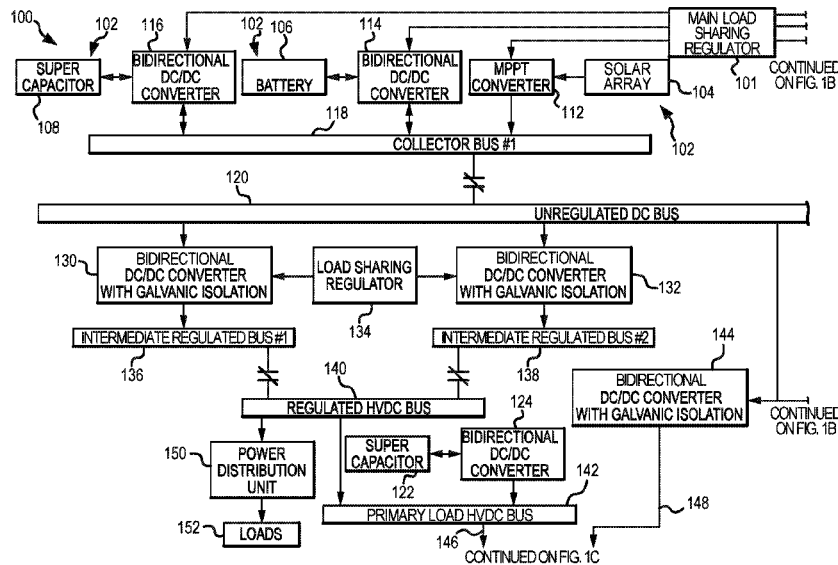 100
102
116
102
106
114
MAIN LOAD
SHARING
REGULATOR
SUPER
CAPACITOR
BIDIRECTIONAL
DC/DC
CONVERTER
BATTERY
BIDIRECTIONAL
DC/DC
CONVERTER
MPPT
CONVERTER
SOLAR
ARRAY
CONTINUED
ON FIG. 1B
108
112
104
101
118
102
COLLECTOR BUS #1
120
UNREGULATED DC BUS
130
BIDIRECTIONAL
DC/DC CONVERTER
WITH GALVANIC ISOLATION
LOAD SHARING
REGULATOR
BIDIRECTIONAL
DC/DC CONVERTER
WITH GALVANIC ISOLATION
132
134
INTERMEDIATE REGULATED BUS #1
INTERMEDIATE REGULATED BUS #2
136
138
144
140
BIDIRECTIONAL
DC/DC CONVERTER
WITH GALVANIC ISOLATION
REGULATED HVDC BUS
124
CONTINUED
ON FIG. 1B
150
POWER
DISTRIBUTION
UNIT
SUPER
CAPACITOR
BIDIRECTIONAL
DC/DC
CONVERTER
122
142
148
PRIMARY LOAD HVDC BUS
152
LOADS
146
CONTINUED ON FIG. 1C